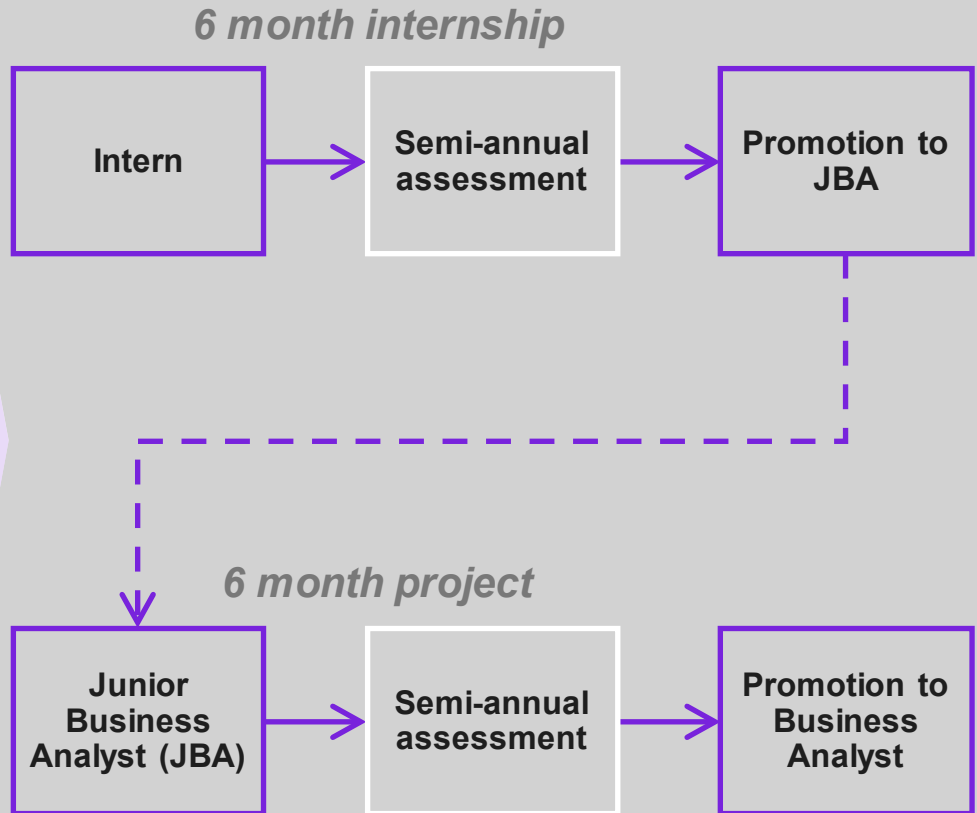 6 month internship
Intern
Semi-annual
assessment
Promotion to
JBA
6 month project
Junior
Business
Analyst (JBA)
Semi-annual
assessment
Promotion to
Business
Analyst